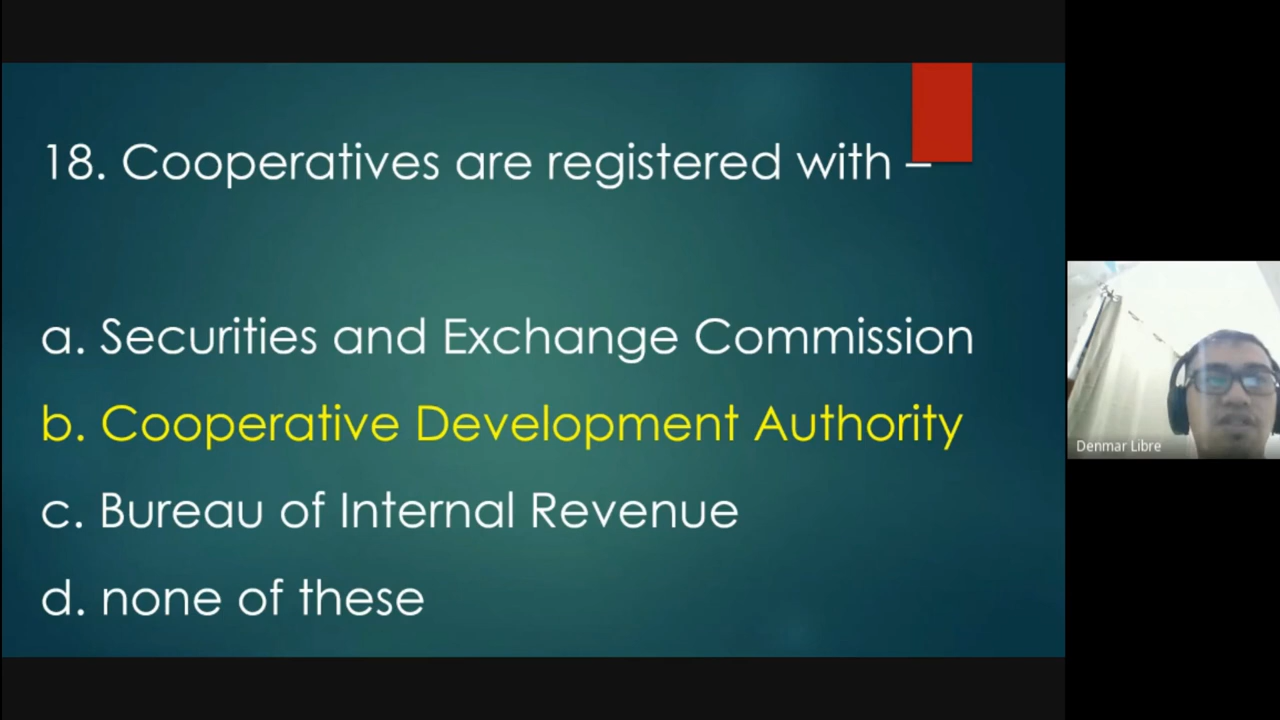 18. Cooperatives are registered with –
a. Securities and Exchange Commission
b. Cooperative Development Authority
c. Bureau of Internal Revenue
d. none of these
Denmar Libre